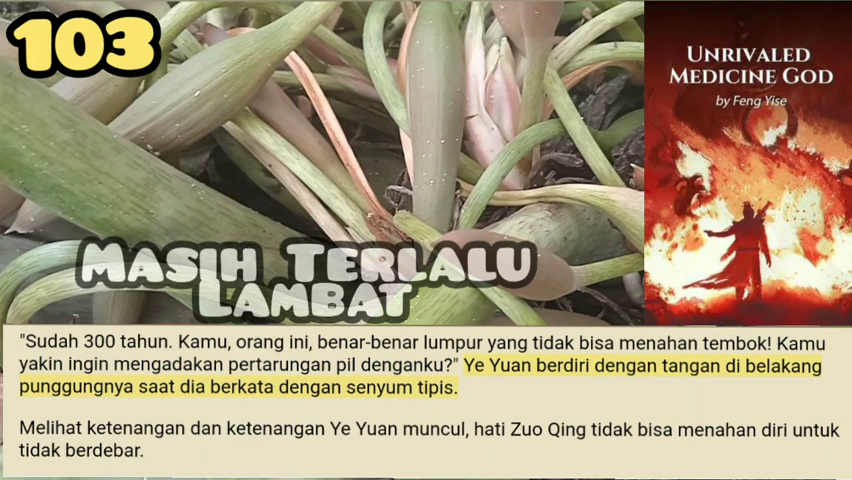 103
UNRIVALED
MEDICINE GOD
by Feng Yise
MASIH TERLALU
LAMBAT
"Sudah 300 tahun. Kamu, orang ini, benar-benar lumpur yang tidak bisa menahan tembok! Kamu
yakin ingin mengadakan pertarungan pil denganku?" Ye Yuan berdiri dengan tangan di belakang
punggungnya saat dia berkata dengan senyum tipis.
Melihat ketenangan dan ketenangan Ye Yuan muncul, hati Zuo Qing tidak bisa menahan diri untuk
tidak berdebar.